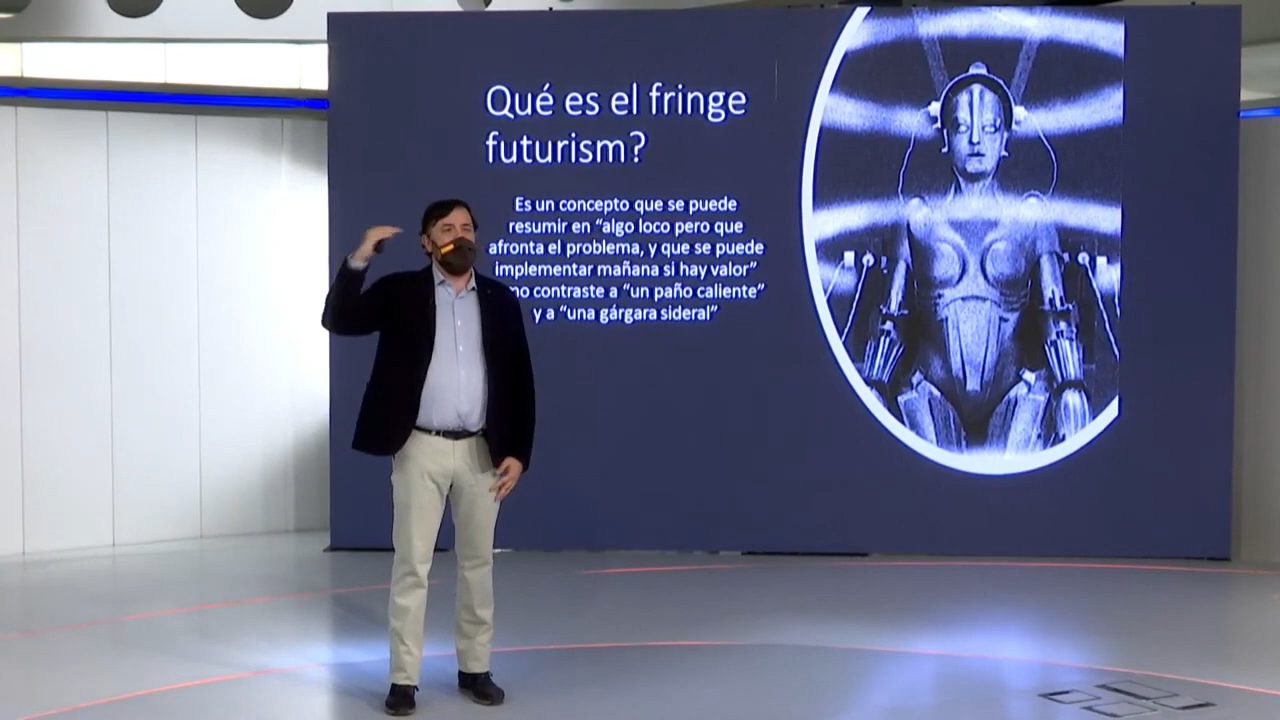 Qué es el fringe
futurism?
Es un concepto que se puede
resumir en “algo loco pero que
afronta el problema, y que se puede
implementar mañana si hay valor”
contraste a “un paño caliente”
y a “una gárgara sideral”